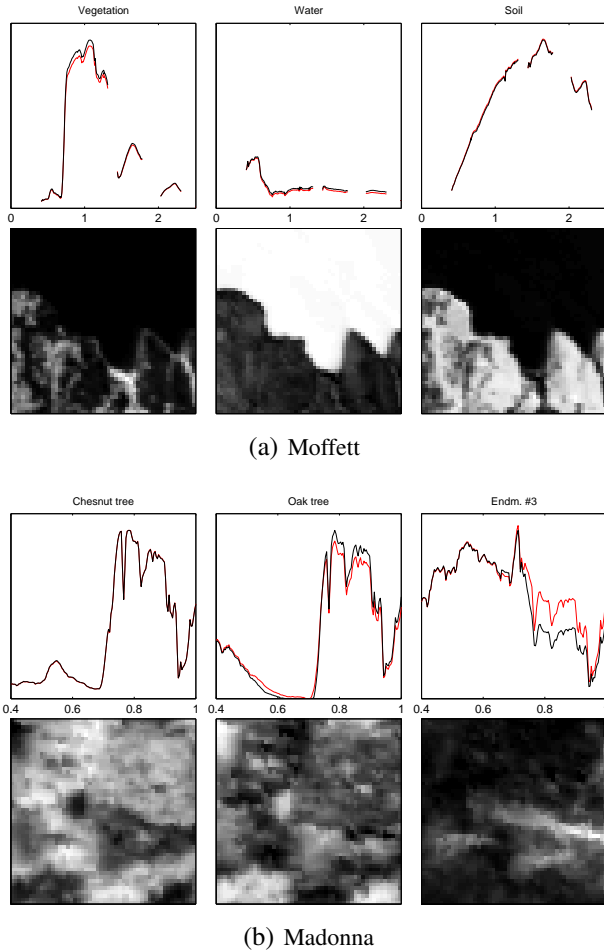 Vegetation Water Soil
0 1 2 0 1 2 0 1 2
(a) Moffett
Chesnut tree Oak tree Endm. #3
0.4 0.6 0.8 0.4 0.6 0.8 1 0.4 0.6 0.8
(b) Madonna